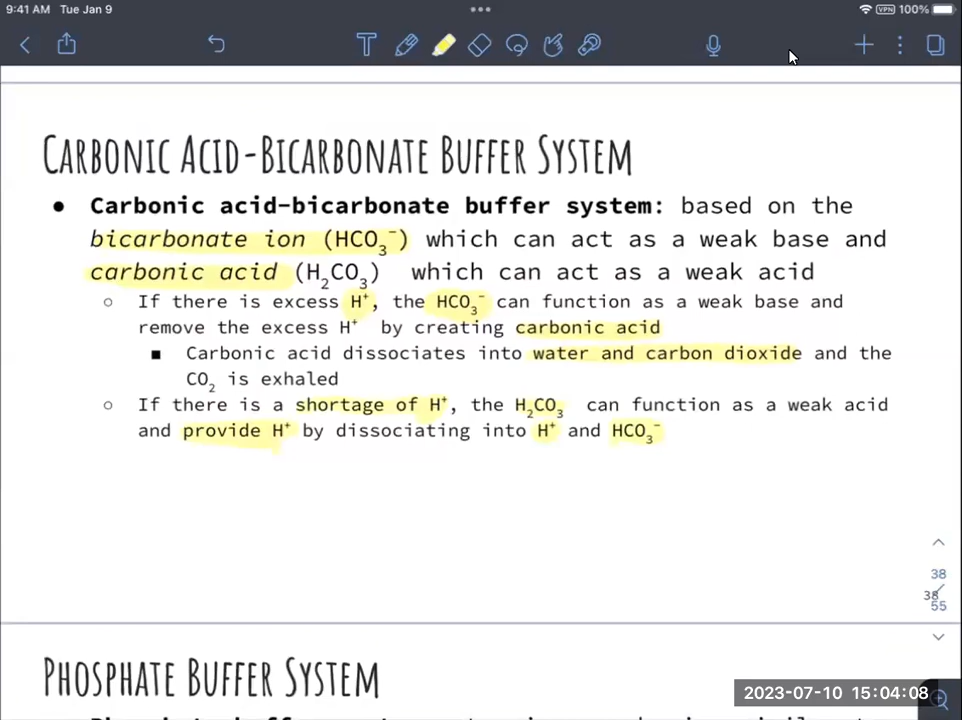 9:41 AM Tue Jan 9
VPN 100%
CARBONIC ACID-BICARBONATE BUFFER SYSTEM
● Carbonic acid-bicarbonate buffer system: based on the
bicarbonate ion (HCO₃⁻) which can act as a weak base and
carbonic acid (H₂CO₃) which can act as a weak acid
○ If there is excess H⁺, the HCO₃⁻ can function as a weak base and
remove the excess H⁺ by creating carbonic acid
■ Carbonic acid dissociates into water and carbon dioxide and the
CO₂ is exhaled
○ If there is a shortage of H⁺, the H₂CO₃ can function as a weak acid
and provide H⁺ by dissociating into H⁺ and HCO₃⁻
38
38
55
PHOSPHATE BUFFER SYSTEM
2023-07-10 15:04:08